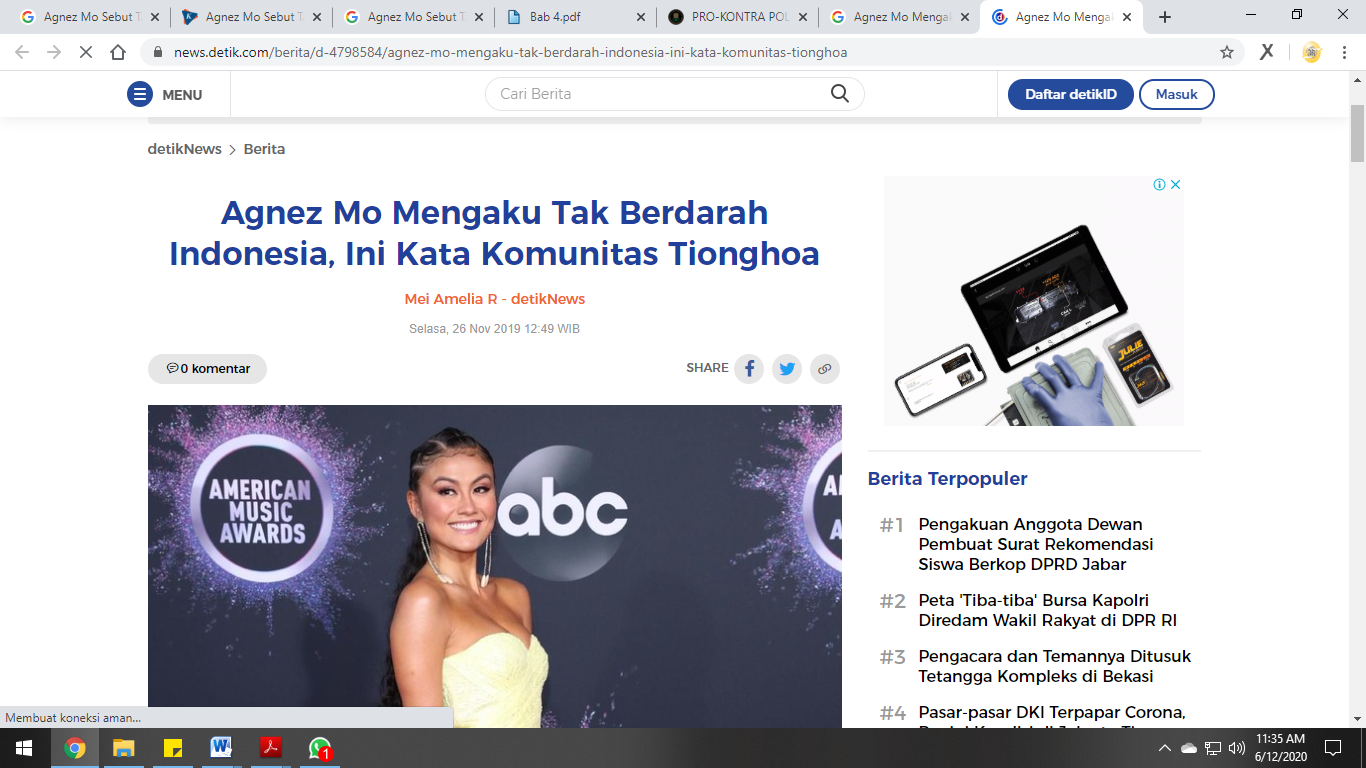 Agnez Mo Sebut T
Agnez Mo Sebut T
Agnez Mo Sebut T
Bab 4.pdf
PRO-KONTRA POL
Agnez Mo Mengak
Agnez Mo Mengak
news.detik.com/berita/d-4798584/agnez-mo-mengaku-tak-berdarah-indonesia-ini-kata-komunitas-tionghoa
MENU
Cari Berita
Daftar detikID
Masuk
detikNews > Berita
Agnez Mo Mengaku Tak Berdarah
Indonesia, Ini Kata Komunitas Tionghoa
Mei Amelia R - detikNews
Selasa, 26 Nov 2019 12:49 WIB
0 komentar
SHARE
AMERICAN
MUSIC
AWARDS
abc
JULIE
Berita Terpopuler
#1 Pengakuan Anggota Dewan
Pembuat Surat Rekomendasi
Siswa Berkop DPRD Jabar
#2 Peta 'Tiba-tiba' Bursa Kapolri
Diredam Wakil Rakyat di DPR RI
#3 Pengacara dan Temannya Ditusuk
Tetangga Kompleks di Bekasi
#4 Pasar-pasar DKI Terpapar Corona,
Membuat koneksi aman...
1
11:35 AM
6/12/2020